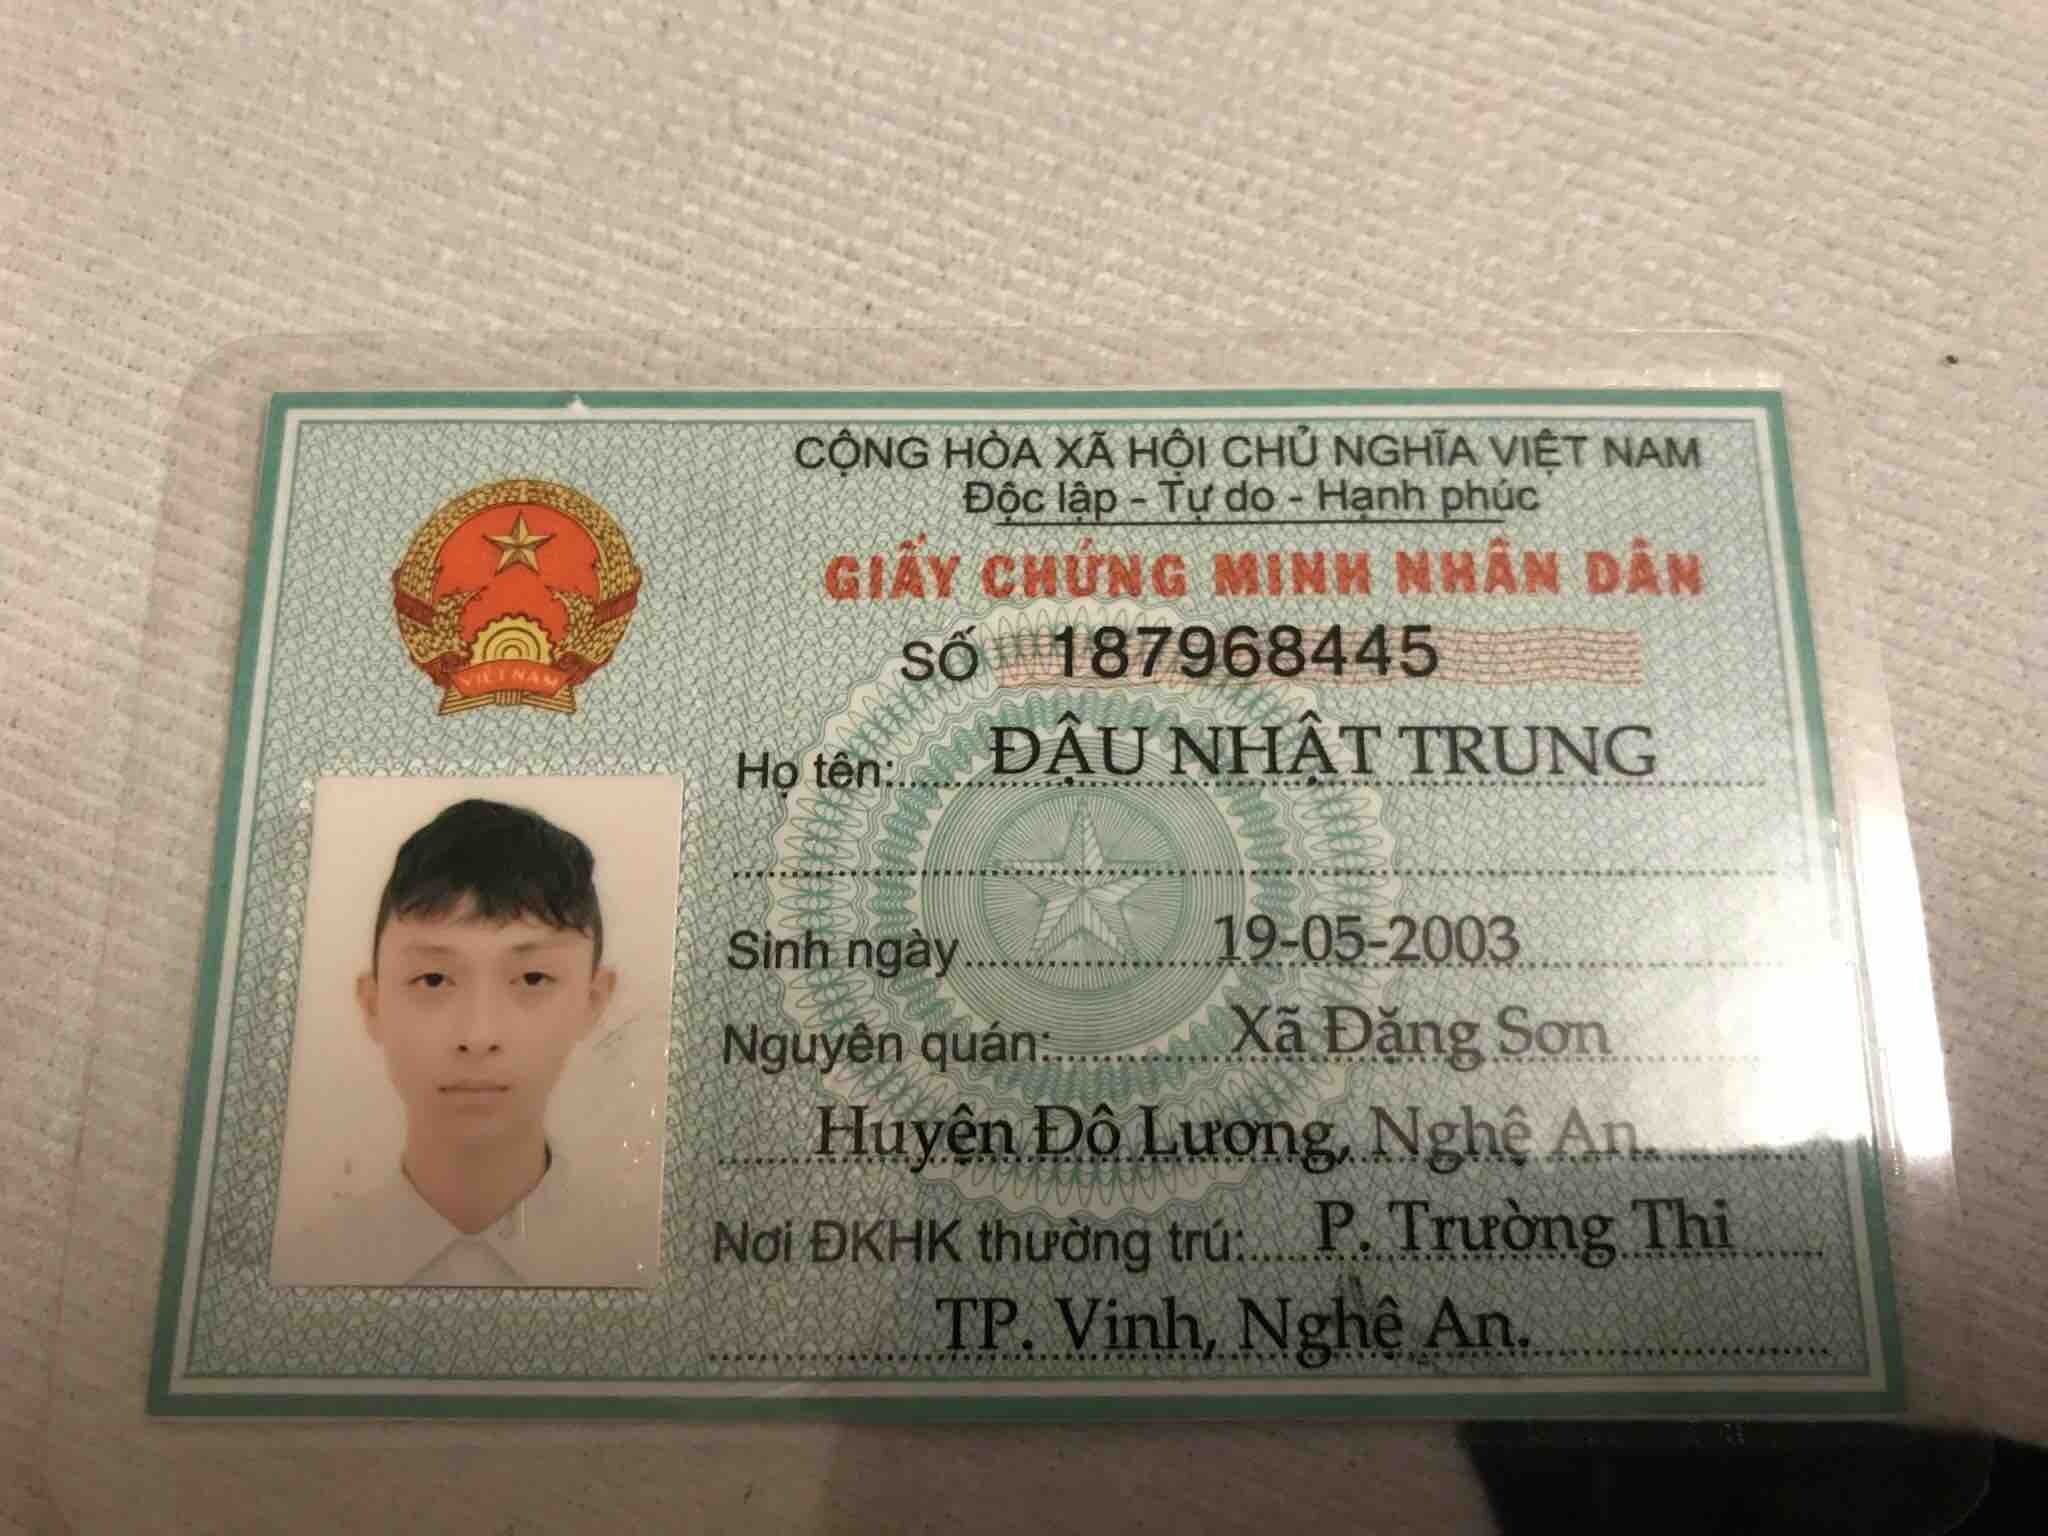 CỘNG HÒA XÃ HỘI CHỦ NGHĨA VIỆT NAM
Độc lập - Tự do - Hạnh phúc
GIẤY CHỨNG MINH NHÂN DÂN
SỐ 187968445
VIỆT NAM
Họ tên: ĐẬU NHẬT TRUNG
Sinh ngày 19-05-2003
Nguyên quán: Xã Đặng Sơn
Huyện Đô Lương, Nghệ An.
Nơi ĐKHK thường trú: P. Trường Thi
TP. Vinh, Nghệ An.